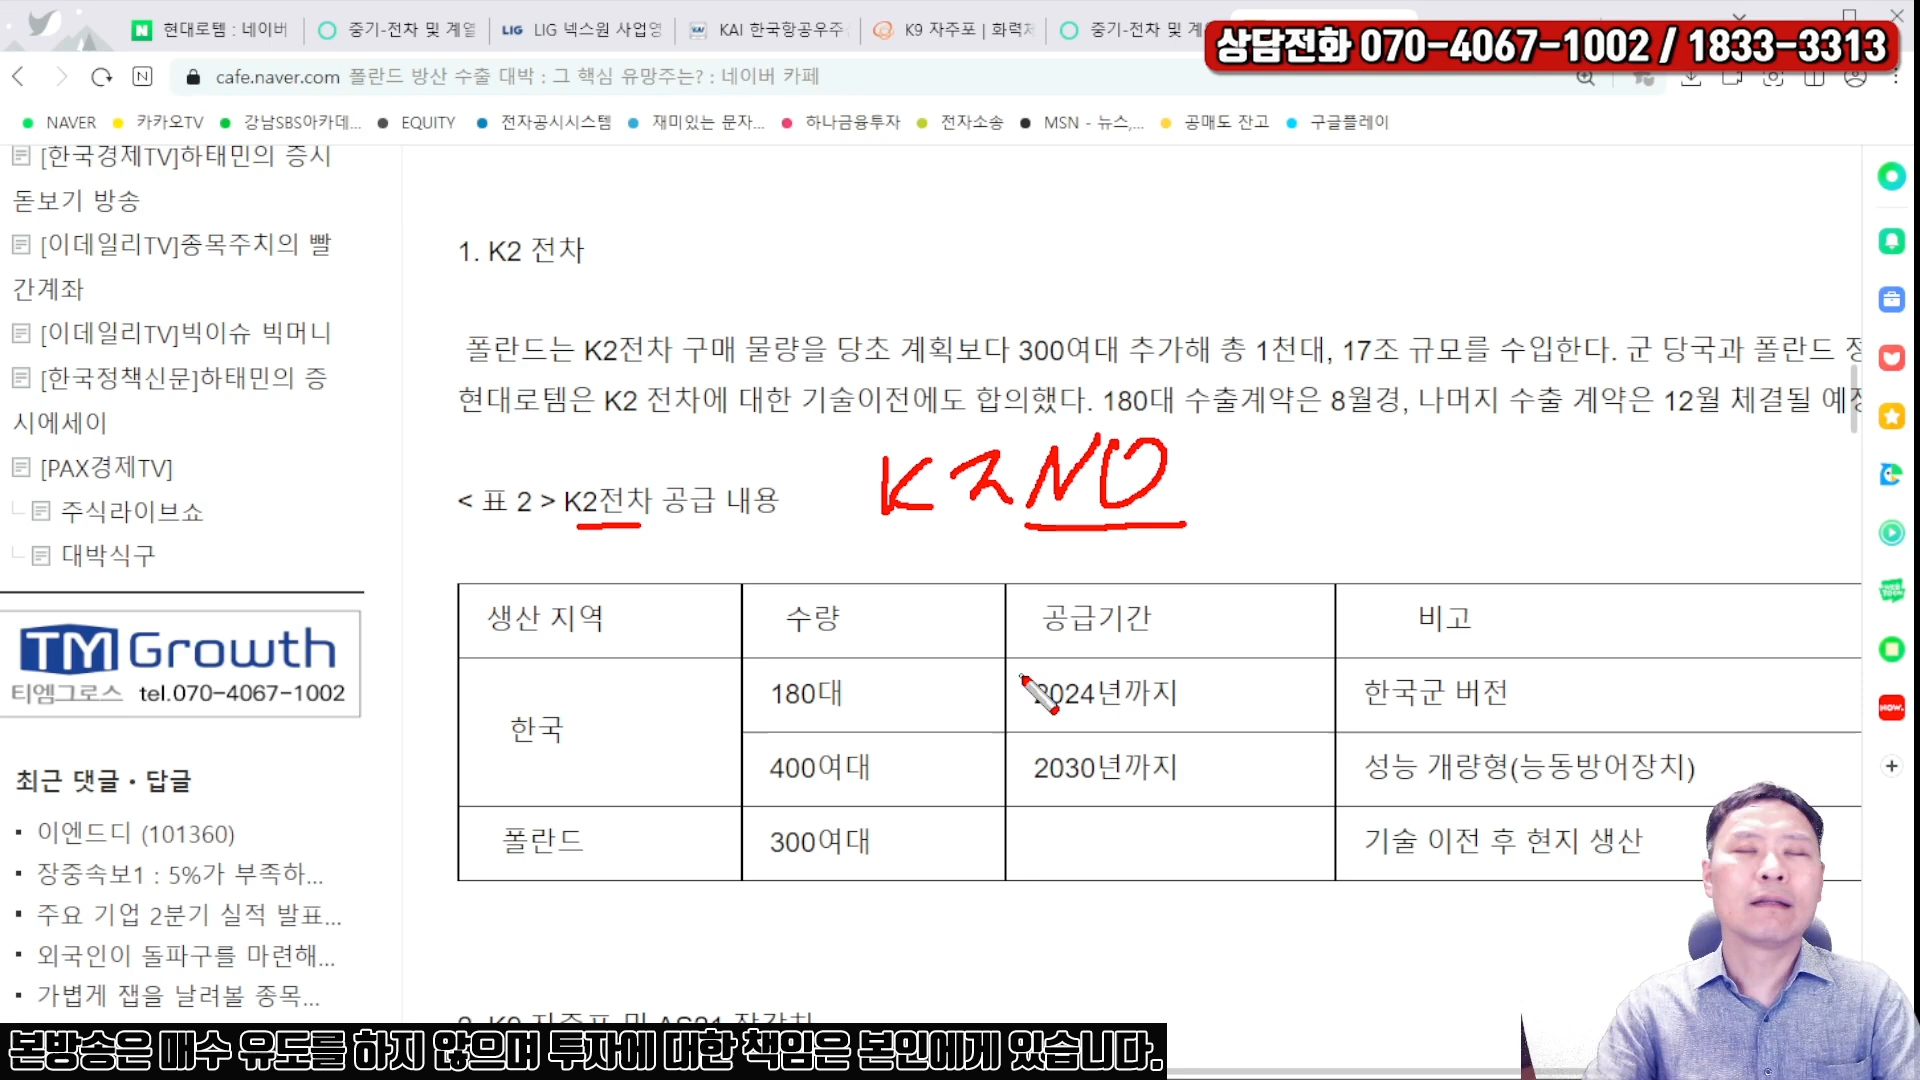 현대로템 : 네이버
중기-전차 및 계열
LIG LIG 넥스원 사업영
KAI 한국항공우주
K9 자주포 | 화력체
중기-전차 및 계
상담전화 070-4067-1002 / 1833-3313
cafe.naver.com 폴란드 방산 수출 대박 : 그 핵심 유망주는? : 네이버 카페
NAVER
카카오TV
강남SBS아카데...
EQUITY
전자공시시스템
재미있는 문자...
하나금융투자
전자소송
MSN - 뉴스,...
공매도 잔고
구글플레이
[한국경제TV]하태민의 증시
돋보기 방송
[이데일리TV]종목주치의 빨
간계좌
[이데일리TV]빅이슈 빅머니
[한국정책신문]하태민의 증
시에세이
[PAX경제TV]
주식라이브쇼
대박식구
TM Growth
티엠그로스 tel.070-4067-1002
최근 댓글・답글
이엔드디 (101360)
장중속보1 : 5%가 부족하...
주요 기업 2분기 실적 발표...
외국인이 돌파구를 마련해...
가볍게 잽을 날려볼 종목...
1. K2 전차
폴란드는 K2전차 구매 물량을 당초 계획보다 300여대 추가해 총 1천대, 17조 규모를 수입한다. 군 당국과 폴란드 정
현대로템은 K2 전차에 대한 기술이전에도 합의했다. 180대 수출계약은 8월경, 나머지 수출 계약은 12월 체결될 예정
K2NO
< 표 2 > K2전차 공급 내용
생산 지역 수량 공급기간 비고
한국 180대 2024년까지 한국군 버전
400여대 2030년까지 성능 개량형(능동방어장치)
폴란드 300여대 기술 이전 후 현지 생산
NOW.
본방송은 매수 유도를 하지 않으며 투자에 대한 책임은 본인에게 있습니다.